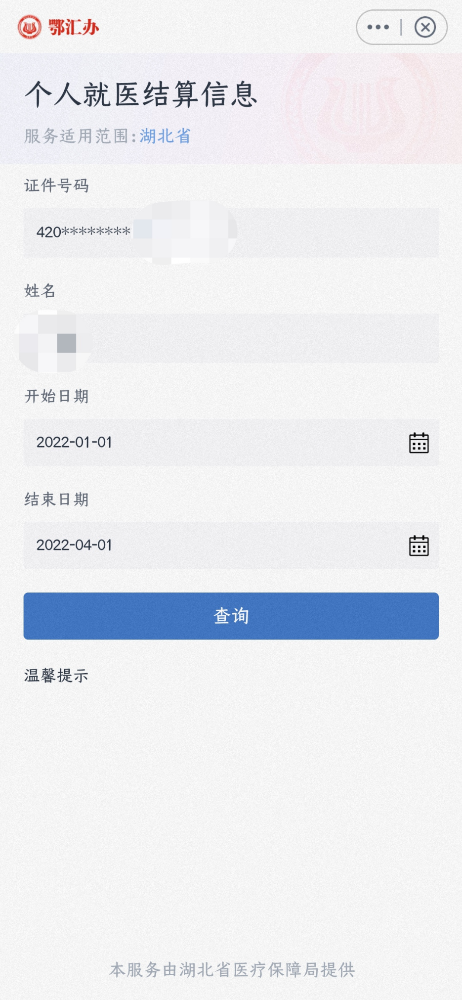 鄂汇办
个人就医结算信息
服务适用范围:湖北省
证件号码
420********
姓名
开始日期
2022-01-01
结束日期
2022-04-01
查询
温馨提示
本服务由湖北省医疗保障局提供